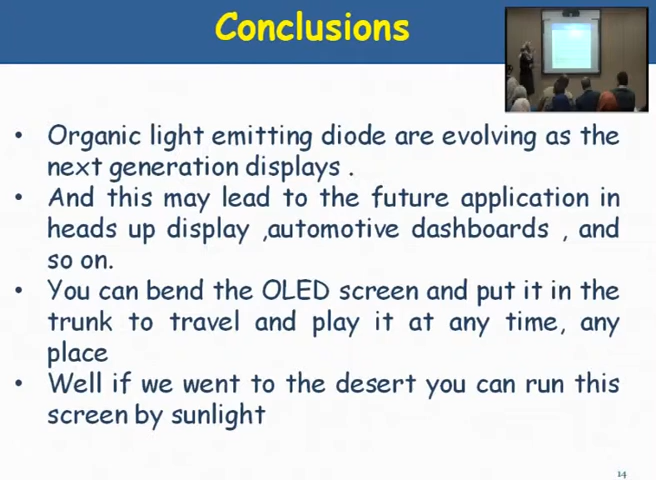 Conclusions
• Organic light emitting diode are evolving as the
next generation displays .
• And this may lead to the future application in
heads up display ,automotive dashboards , and
so on.
• You can bend the OLED screen and put it in the
trunk to travel and play it at any time, any
place
• Well if we went to the desert you can run this
screen by sunlight
14